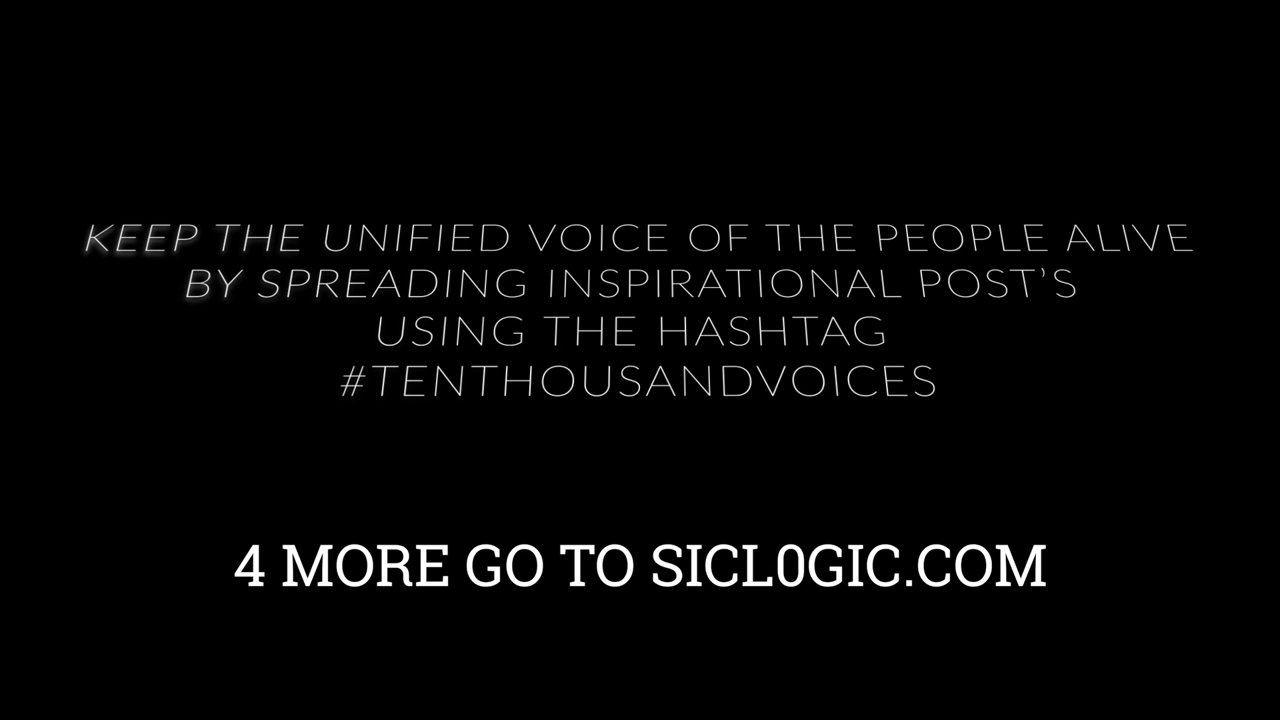 KEEP THE UNIFIED VOICE OF THE PEOPLE ALIVE
BY SPREADING INSPIRATIONAL POST'S
USING THE HASHTAG
#TENTHOUSANDVOICES
4 MORE GO TO SICL0GIC.COM